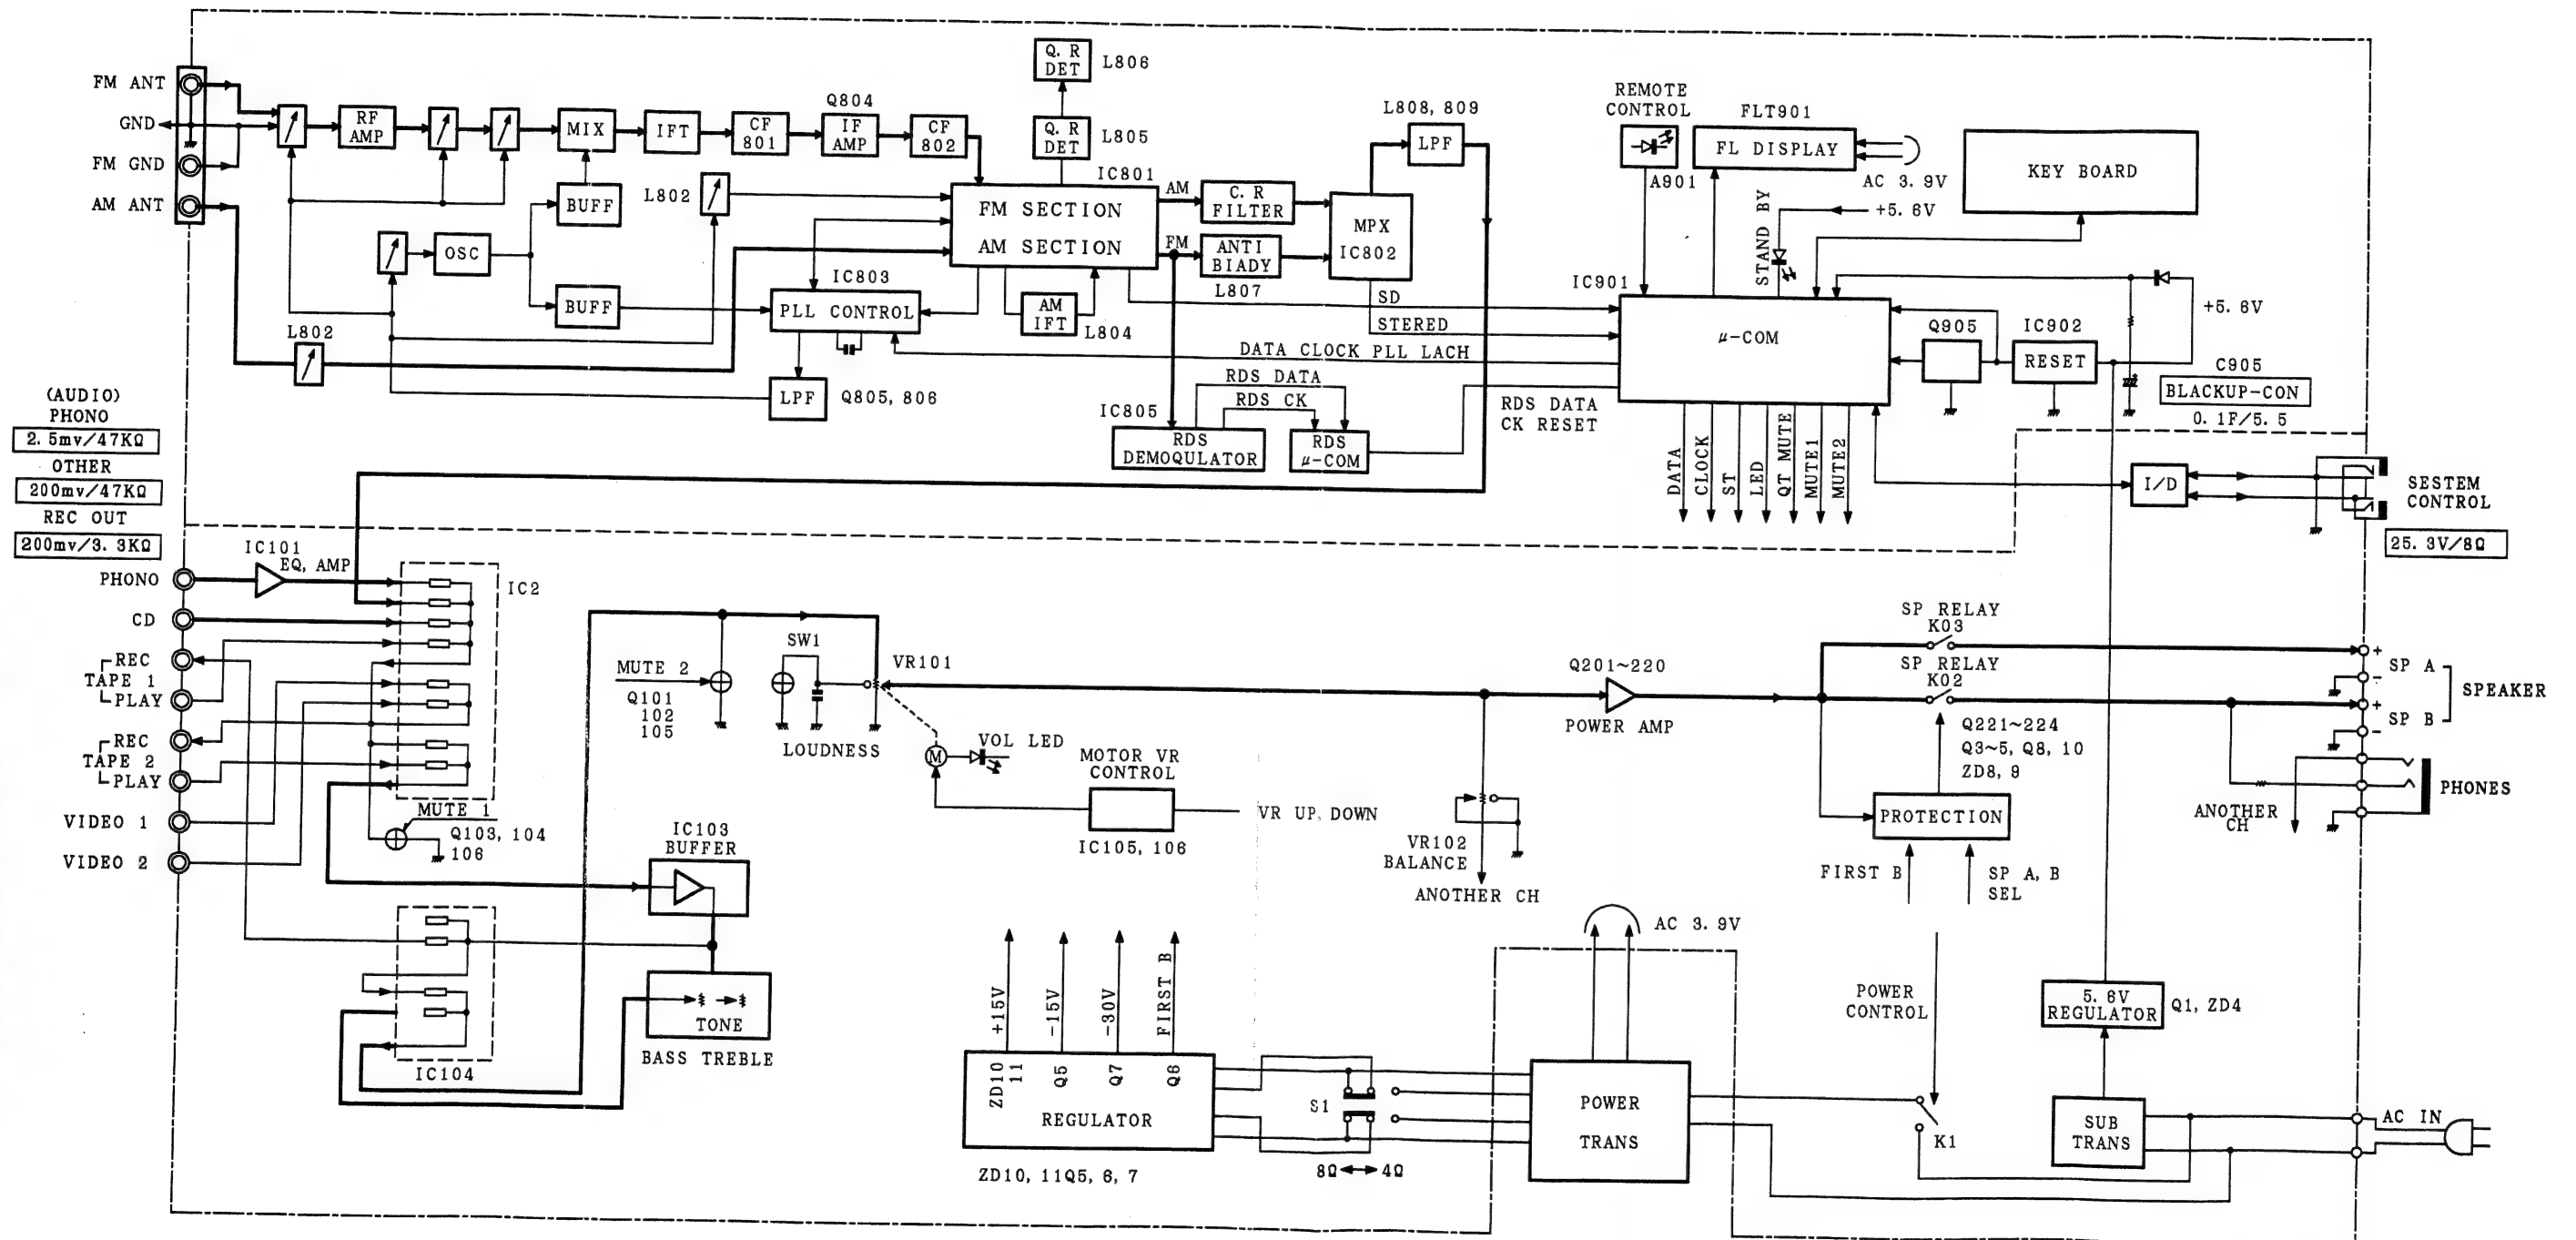 FM ANT
GND
FM GND
AM ANT
RF
AMP
MIX
IFT
CF
801
Q804
IF
AMP
CF
802
Q. R
DET
L806
Q. R
DET
L805
IC801
L808, 809
LPF
REMOTE
CONTROL
A901
FLT901
FL DISPLAY
AC 3. 9V
KEY BOARD
BUFF
L802
FM SECTION
AM SECTION
AM
C. R
FILTER
FM
ANTI
BIADY
L807
MPX
IC802
STAND BY
+5. 6V
OSC
BUFF
IC803
PLL CONTROL
AM
IFT
L804
SD
STERED
IC901
μ-COM
Q905
IC902
RESET
+5. 6V
L802
DATA CLOCK PLL LACH
LPF
Q805, 806
RDS DATA
RDS CK
IC805
RDS
DEMOQULATOR
RDS
μ-COM
RDS DATA
CK RESET
C905
BLACKUP-CON
0. 1F/5. 5
DATA
CLOCK
ST
LED
QT MUTE
MUTE1
MUTE2
I/D
SESTEM
CONTROL
25. 3V/8Ω
(AUDIO)
PHONO
2. 5mv/47KΩ
OTHER
200mv/47KΩ
REC OUT
200mv/3. 3KΩ
PHONO
IC101
EQ, AMP
IC2
CD
REC
TAPE 1
PLAY
REC
TAPE 2
PLAY
VIDEO 1
VIDEO 2
MUTE 1
Q103, 104
106
MUTE 2
Q101
102
105
SW1
LOUDNESS
VR101
VOL LED
M
MOTOR VR
CONTROL
IC105, 106
VR UP, DOWN
IC103
BUFFER
TONE
BASS TREBLE
IC104
Q201~220
POWER AMP
VR102
BALANCE
ANOTHER CH
SP RELAY
K03
SP RELAY
K02
Q221~224
Q3~5, Q8, 10
ZD8, 9
PROTECTION
FIRST B
SP A, B
SEL
+
SP A
-
+
SP B
-
SPEAKER
PHONES
ANOTHER
CH
+15V
-15V
-30V
FIRST B
ZD10
11
Q5
Q7
Q6
REGULATOR
ZD10, 11Q5, 6, 7
S1
8Ω
4Ω
AC 3. 9V
POWER
TRANS
POWER
CONTROL
K1
5. 6V
REGULATOR
Q1, ZD4
SUB
TRANS
AC IN